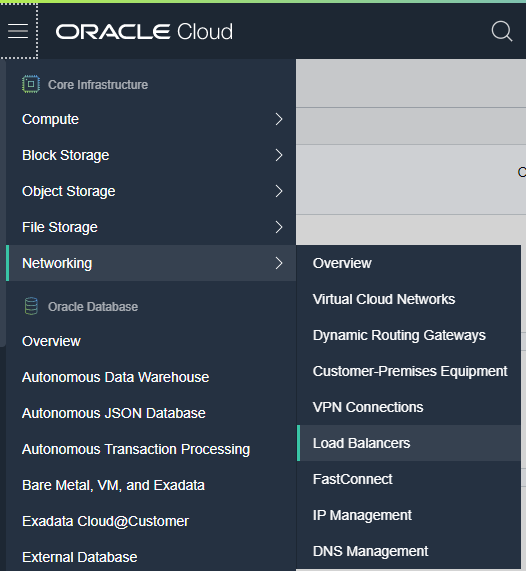 ORACLE Cloud
Core Infrastructure
Compute
Block Storage
Object Storage
File Storage
Networking
Oracle Database
Overview
Autonomous Data Warehouse
Autonomous JSON Database
Autonomous Transaction Processing
Bare Metal, VM, and Exadata
Exadata Cloud@Customer
External Database
Overview
Virtual Cloud Networks
Dynamic Routing Gateways
Customer-Premises Equipment
VPN Connections
Load Balancers
FastConnect
IP Management
DNS Management